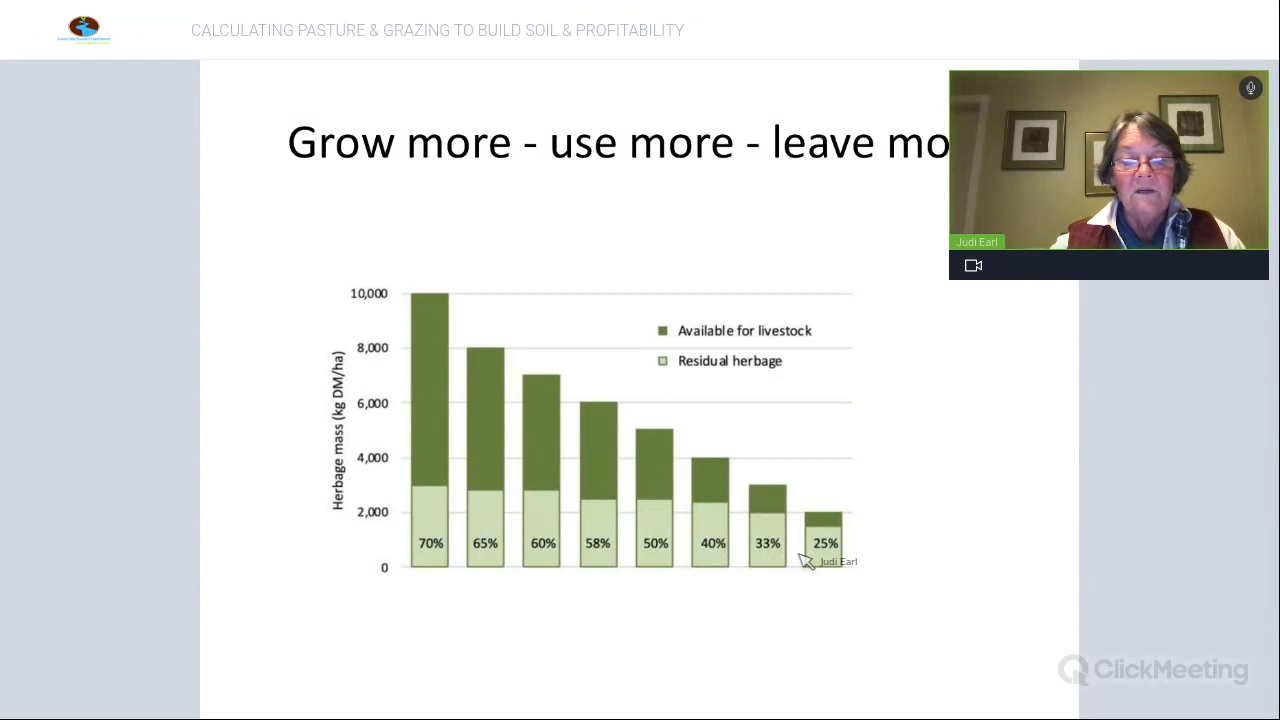 CALCULATING PASTURE & GRAZING TO BUILD SOIL & PROFITABILITY
Grow more - use more - leave mo
Judi Earl
10,000
8,000
6,000
4,000
2,000
0
Herbage mass (kg DM/ha)
Available for livestock
Residual herbage
70% 65% 60% 58% 50% 40% 33% 25%
Judi Earl
ClickMeeting